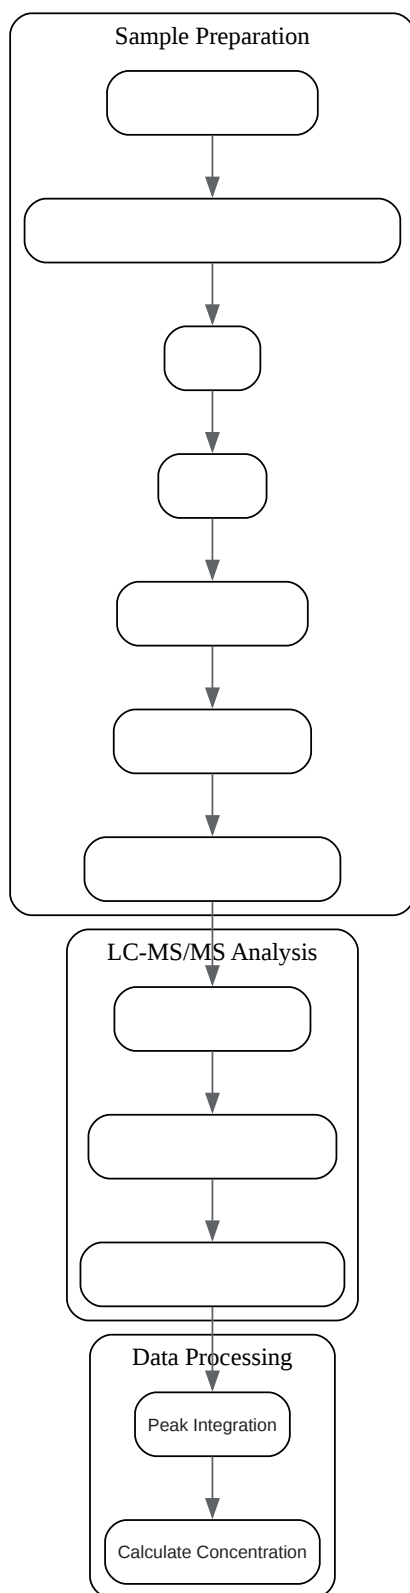 Sample Preparation
LC-MS/MS Analysis
Data Processing
Peak Integration
Calculate Concentration